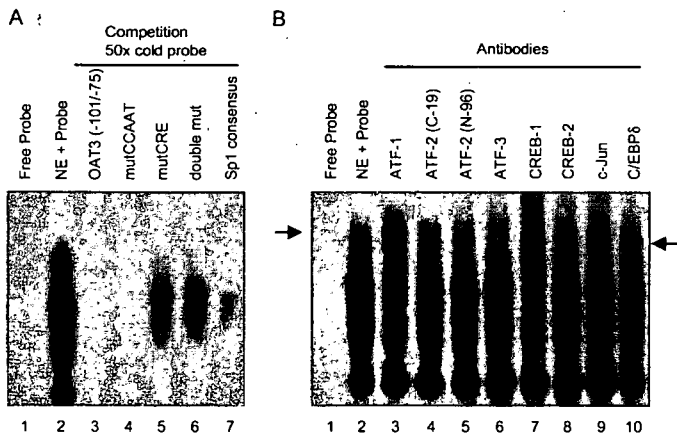 A
Competition
50x cold probe
Free Probe
NE + Probe
OAT3 (-101/-75)
mutCCAAT
mutCRE
double mut
Sp1 consensus
1 2 3 4 5 6 7
B
Antibodies
Free Probe
NE + Probe
ATF-1
ATF-2 (C-19)
ATF-2 (N-96)
ATF-3
CREB-1
CREB-2
c-Jun
C/EBPδ
1 2 3 4 5 6 7 8 9 10